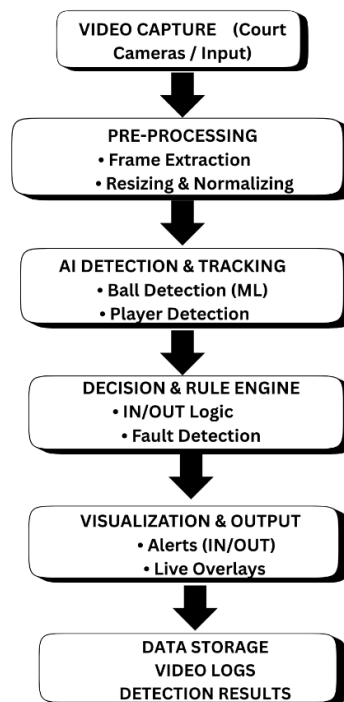 VIDEO CAPTURE (Court
Cameras / Input)
PRE-PROCESSING
• Frame Extraction
• Resizing & Normalizing
AI DETECTION & TRACKING
• Ball Detection (ML)
• Player Detection
DECISION & RULE ENGINE
• IN/OUT Logic
• Fault Detection
VISUALIZATION & OUTPUT
• Alerts (IN/OUT)
• Live Overlays
DATA STORAGE
VIDEO LOGS
DETECTION RESULTS